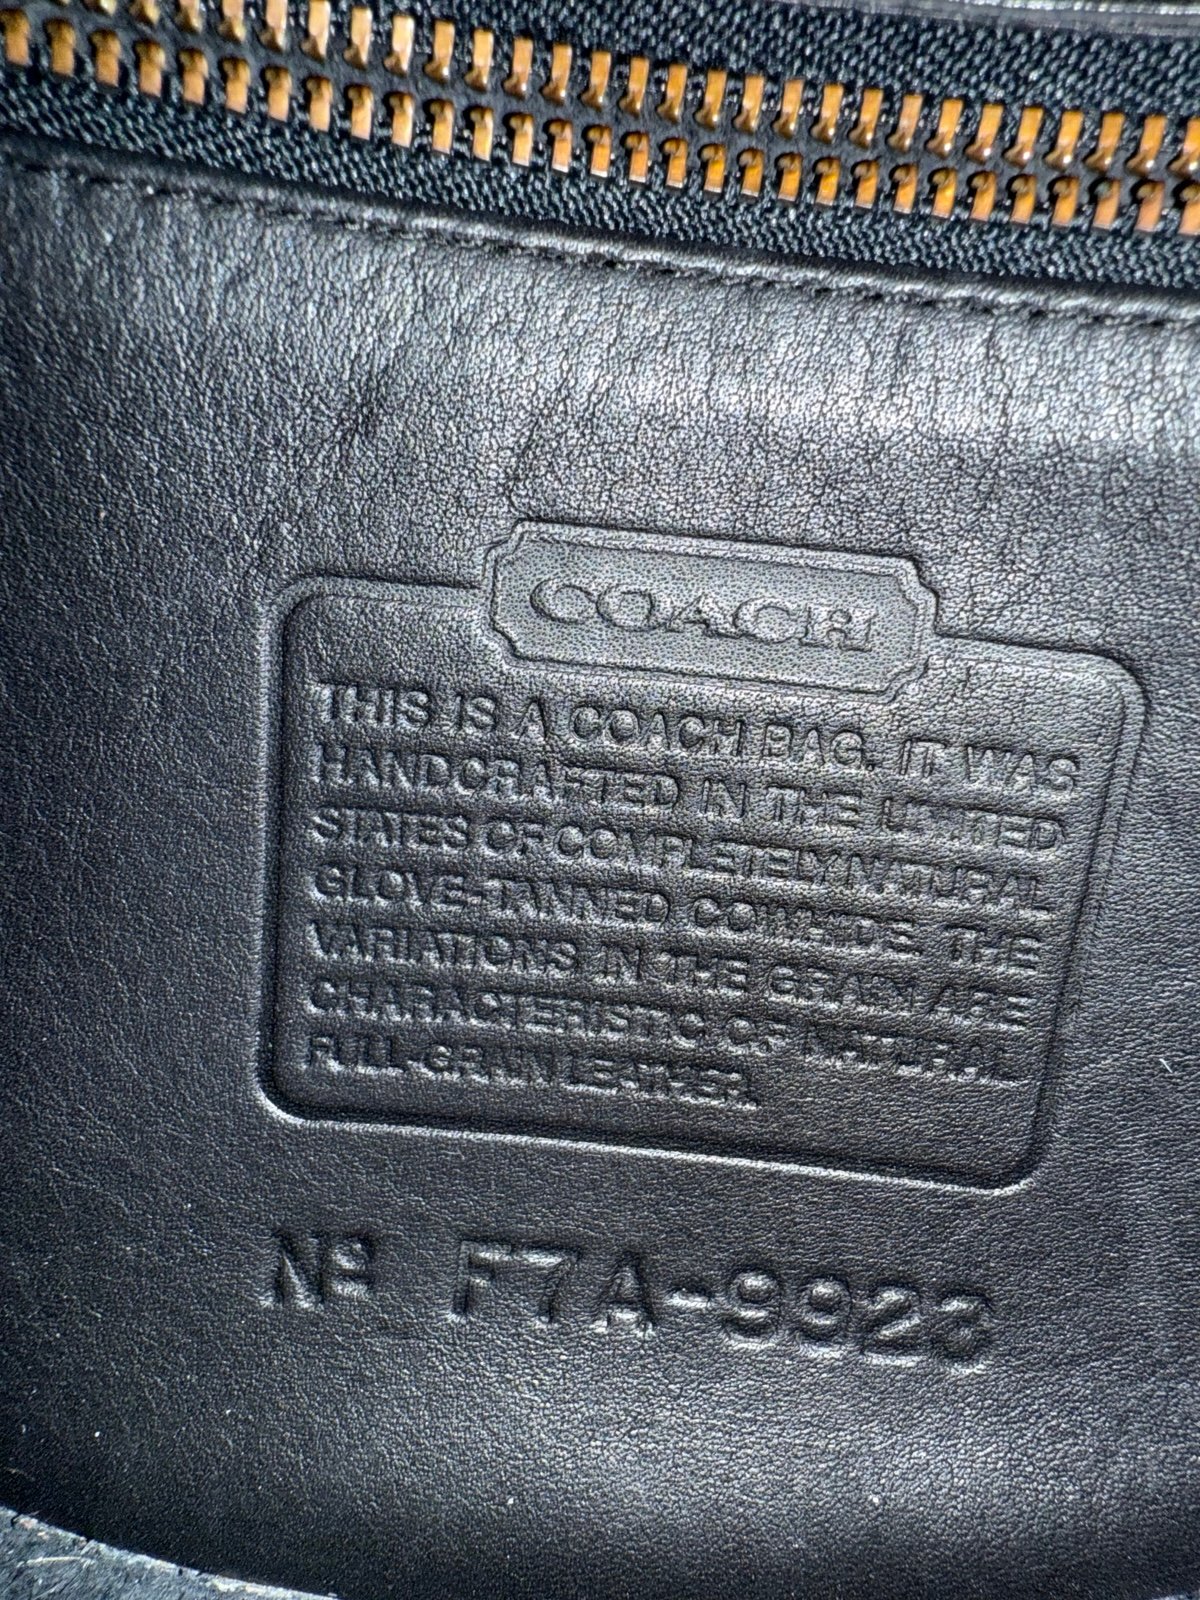 COACH
THIS IS A COACH BAG. IT WAS
HANDCRAFTED IN THE UNITED
STATES OF COMPLETELY NATURAL
GLOVE-TANNED COWHIDE. THE
VARIATIONS IN THE GRAIN ARE
CHARACTERISTIC OF NATURAL
FULL-GRAIN LEATHER.
Nº F7A-9923